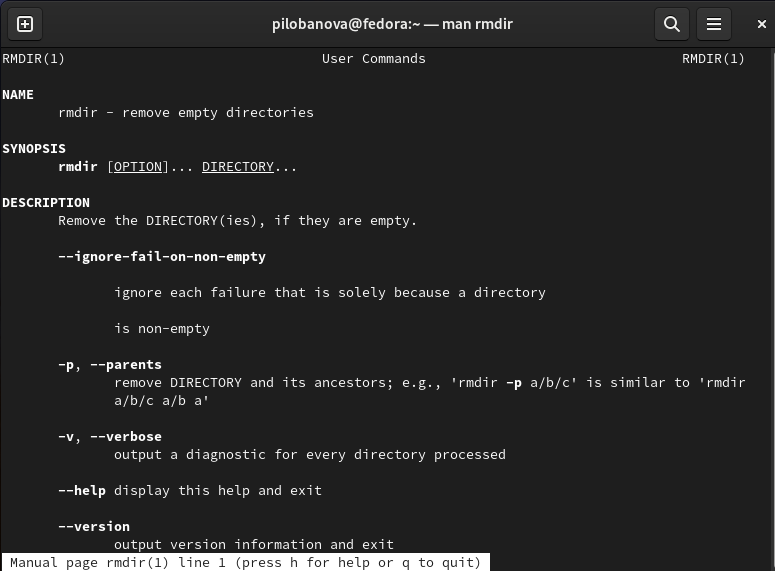 pilobanova@fedora:~ — man rmdir
RMDIR(1) User Commands RMDIR(1)
NAME
rmdir - remove empty directories
SYNOPSIS
rmdir [OPTION]... DIRECTORY...
DESCRIPTION
Remove the DIRECTORY(ies), if they are empty.
--ignore-fail-on-non-empty
ignore each failure that is solely because a directory
is non-empty
-p, --parents
remove DIRECTORY and its ancestors; e.g., 'rmdir -p a/b/c' is similar to 'rmdir
a/b/c a/b a'
-v, --verbose
output a diagnostic for every directory processed
--help display this help and exit
--version
output version information and exit
Manual page rmdir(1) line 1 (press h for help or q to quit)